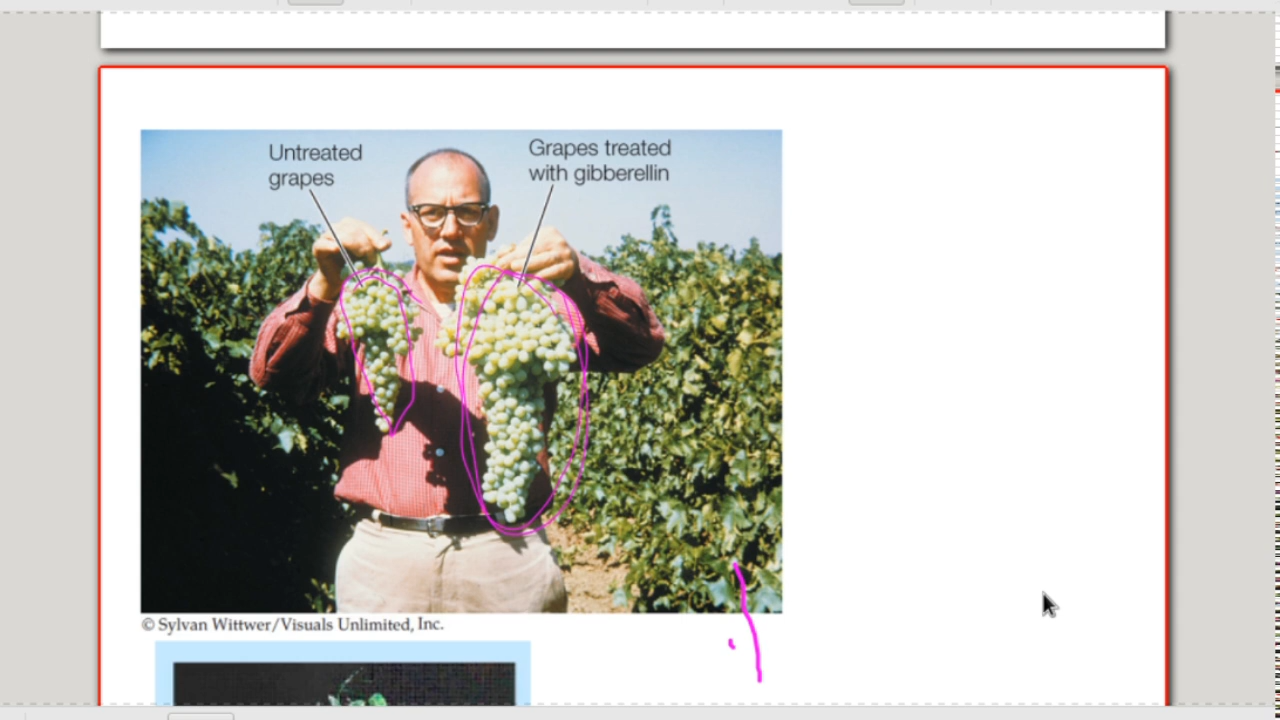 Untreated
grapes
Grapes treated
with gibberellin
© Sylvan Wittwer/Visuals Unlimited, Inc.